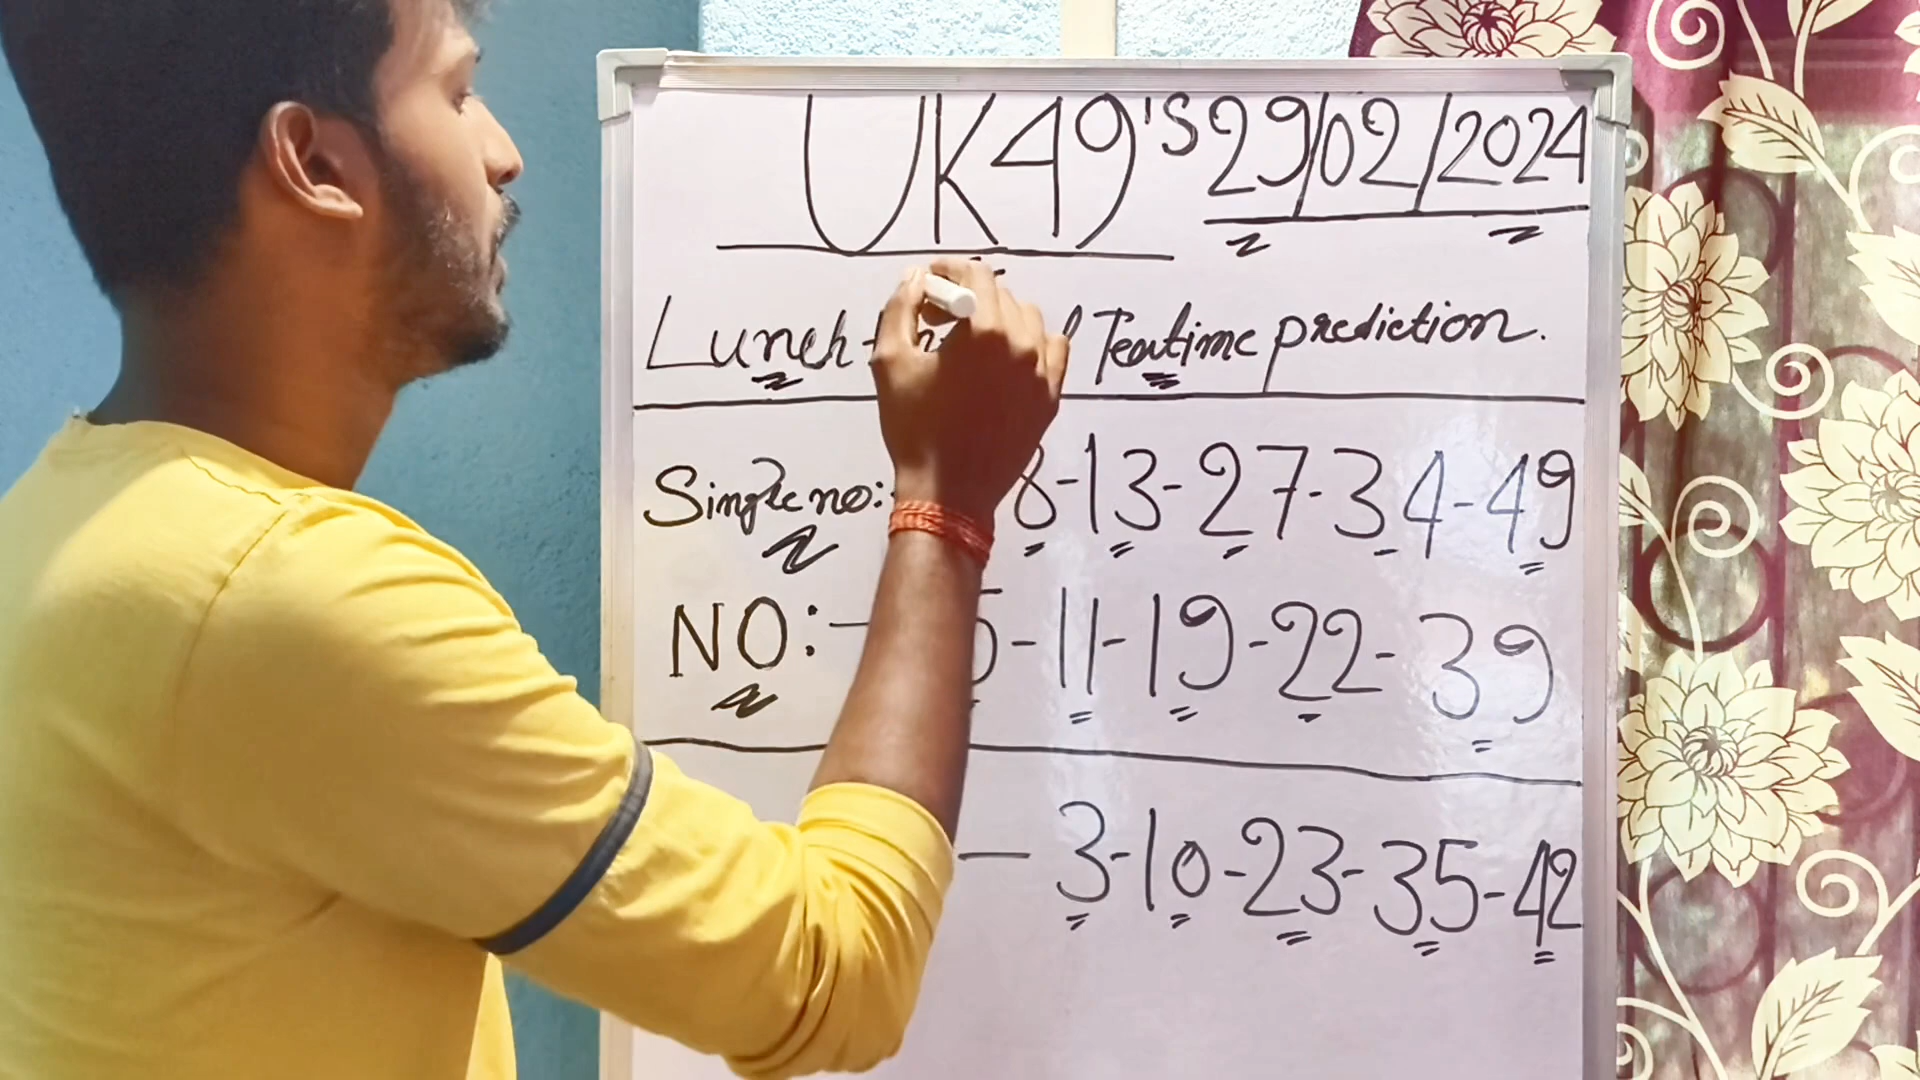 UK49's 29/02/2024
Lunch Teatime prediction.
Single no: 8-13-27-34-49
NO:- 5-11-19-22-39
- 3-10-23-35-42